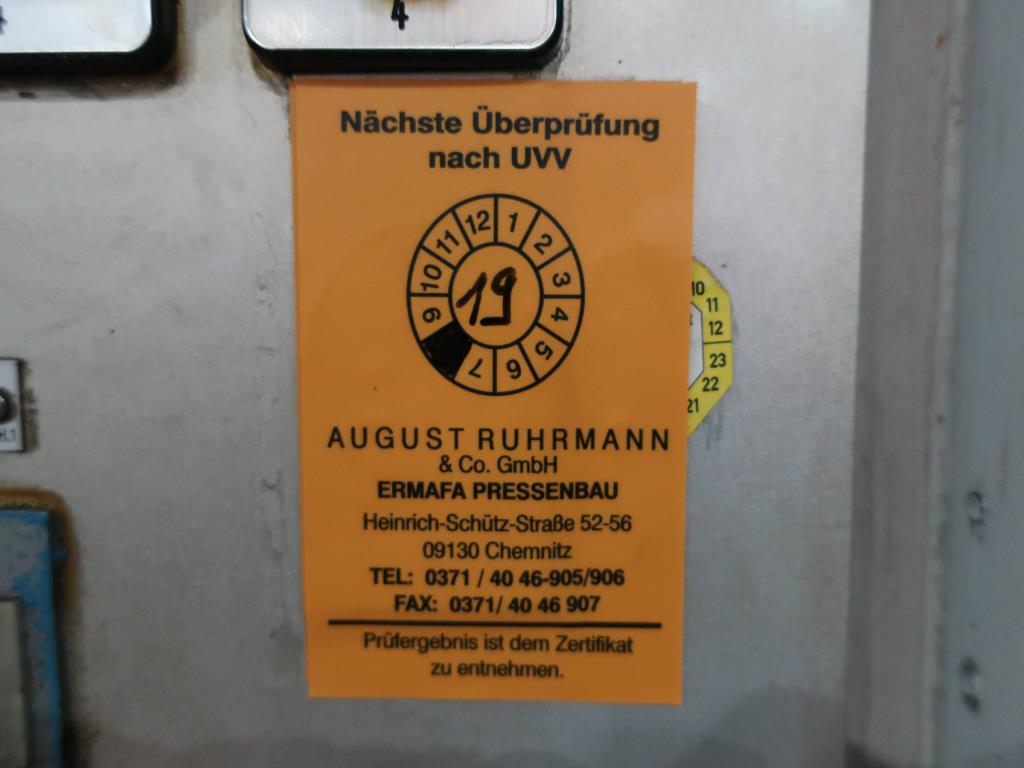 4
4
Nächste Überprüfung
nach UVV
12 1 2 3 4 5 6 7 9 10 11
19
10
11
12
23
22
21
AUGUST RUHRMANN
& Co. GmbH
ERMAFA PRESSENBAU
Heinrich-Schütz-Straße 52-56
09130 Chemnitz
TEL: 0371 / 40 46-905/906
FAX: 0371/ 40 46 907
Prüfergebnis ist dem Zertifikat
zu entnehmen.